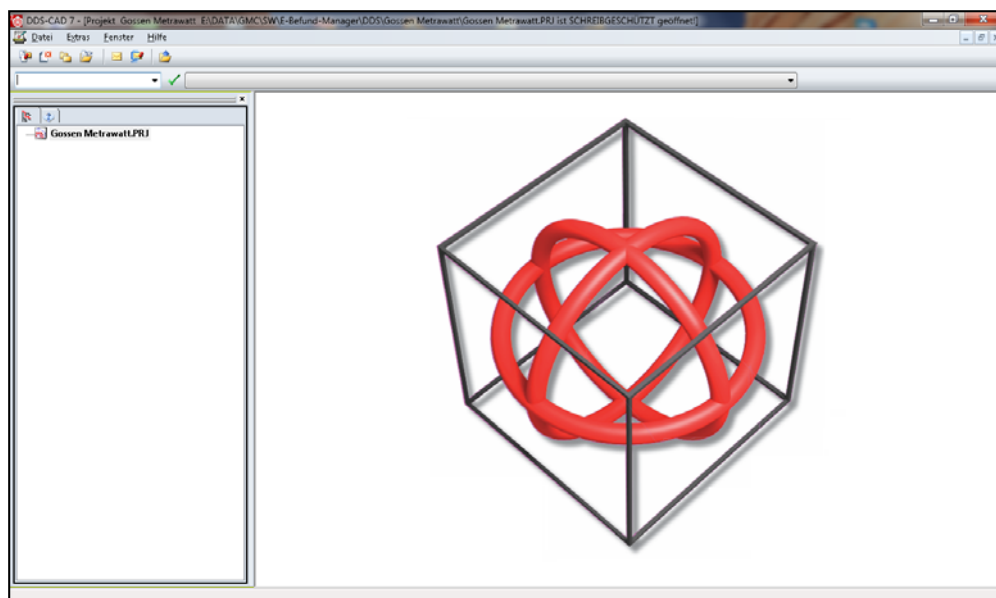 DDS-CAD 7 - [Projekt Gossen Metrawatt E:\DATA\GMC\SW\E-Befund-Manager\DDS\Gossen Metrawatt\Gossen Metrawatt.PRJ ist SCHREIBGESCHÜTZT geöffnet!]
Datei Extras Fenster Hilfe
Gossen Metrawatt.PRJ